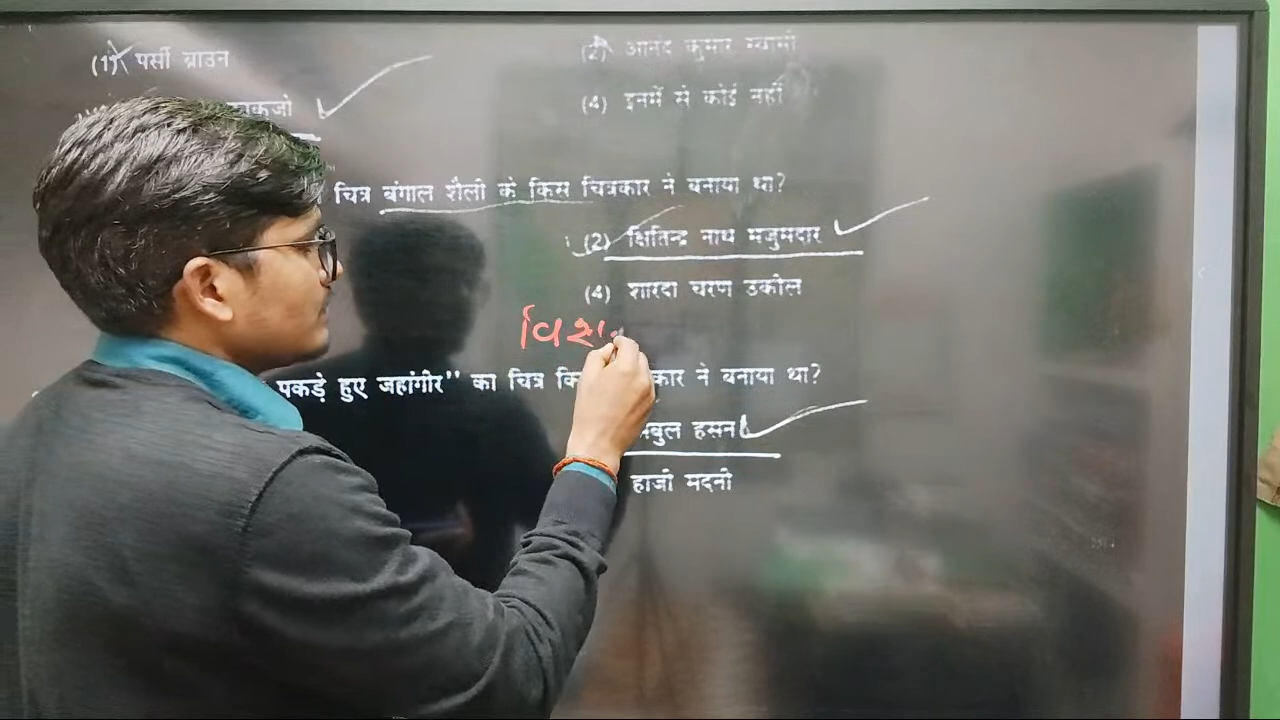 (1) पर्सी ब्राउन
(2) आनंद कुमार स्वामी
(4) इनमें से कोई नहीं
चित्र बंगाल शैली के किस चित्रकार ने बनाया था?
(2) क्षितिन्द्र नाथ मजुमदार
(4) शारदा चरण उकील
पकड़े हुए जहांगीर" का चित्र ने बनाया था?
हसन
हाजी मदनी